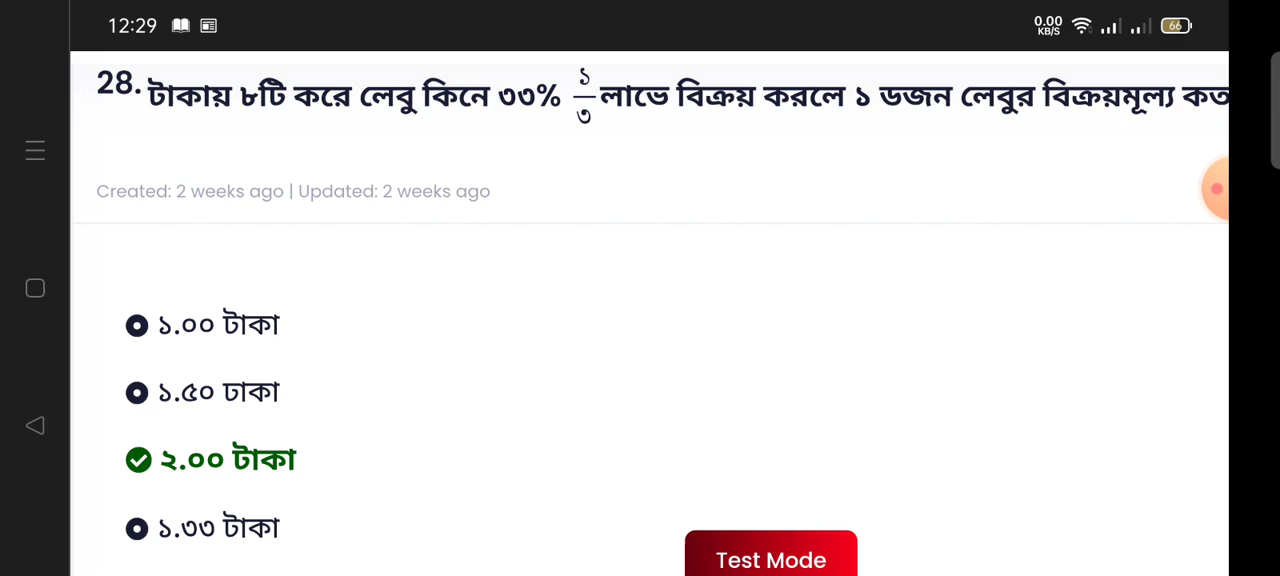 12:29 0.00 KB/S 66
28. টাকায় ৮টি করে লেবু কিনে ৩৩% ১/৩ লাভে বিক্রয় করলে ১ ডজন লেবুর বিক্রয়মূল্য কত
Created: 2 weeks ago | Updated: 2 weeks ago
১.০০ টাকা
১.৫০ ঢাকা
২.০০ টাকা
১.৩৩ টাকা
Test Mode